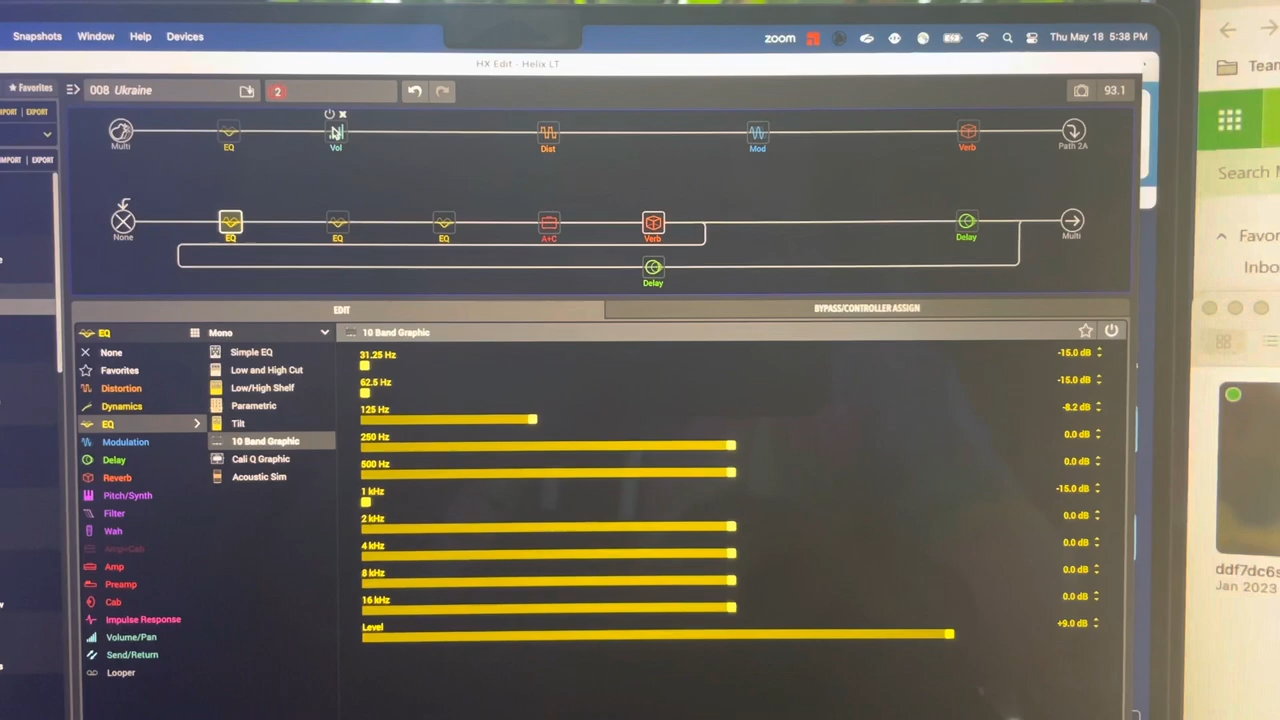 Snapshots Window Help Devices
zoom
Thu May 18 5:38 PM
HX Edit - Helix LT
Favorites
008 Ukraine
2
93.1
PORT | EXPORT
IMPORT | EXPORT
Multi
EQ
Vol
Dist
Mod
Verb
Path 2A
None
EQ
EQ
EQ
A+C
Verb
Delay
Multi
Delay
EDIT
BYPASS/CONTROLLER ASSIGN
EQ
Mono
10 Band Graphic
None
Favorites
Distortion
Dynamics
EQ
Modulation
Delay
Reverb
Pitch/Synth
Filter
Wah
Amp+Cab
Amp
Preamp
Cab
Impulse Response
Volume/Pan
Send/Return
Looper
Simple EQ
Low and High Cut
Low/High Shelf
Parametric
Tilt
10 Band Graphic
Cali Q Graphic
Acoustic Sim
31.25 Hz -15.0 dB
62.5 Hz -15.0 dB
125 Hz -8.2 dB
250 Hz 0.0 dB
500 Hz 0.0 dB
1 kHz -15.0 dB
2 kHz 0.0 dB
4 kHz 0.0 dB
8 kHz 0.0 dB
16 kHz 0.0 dB
Level +9.0 dB
Team
Search
Favor
Inbo
ddf7dc6s
Jan 2023